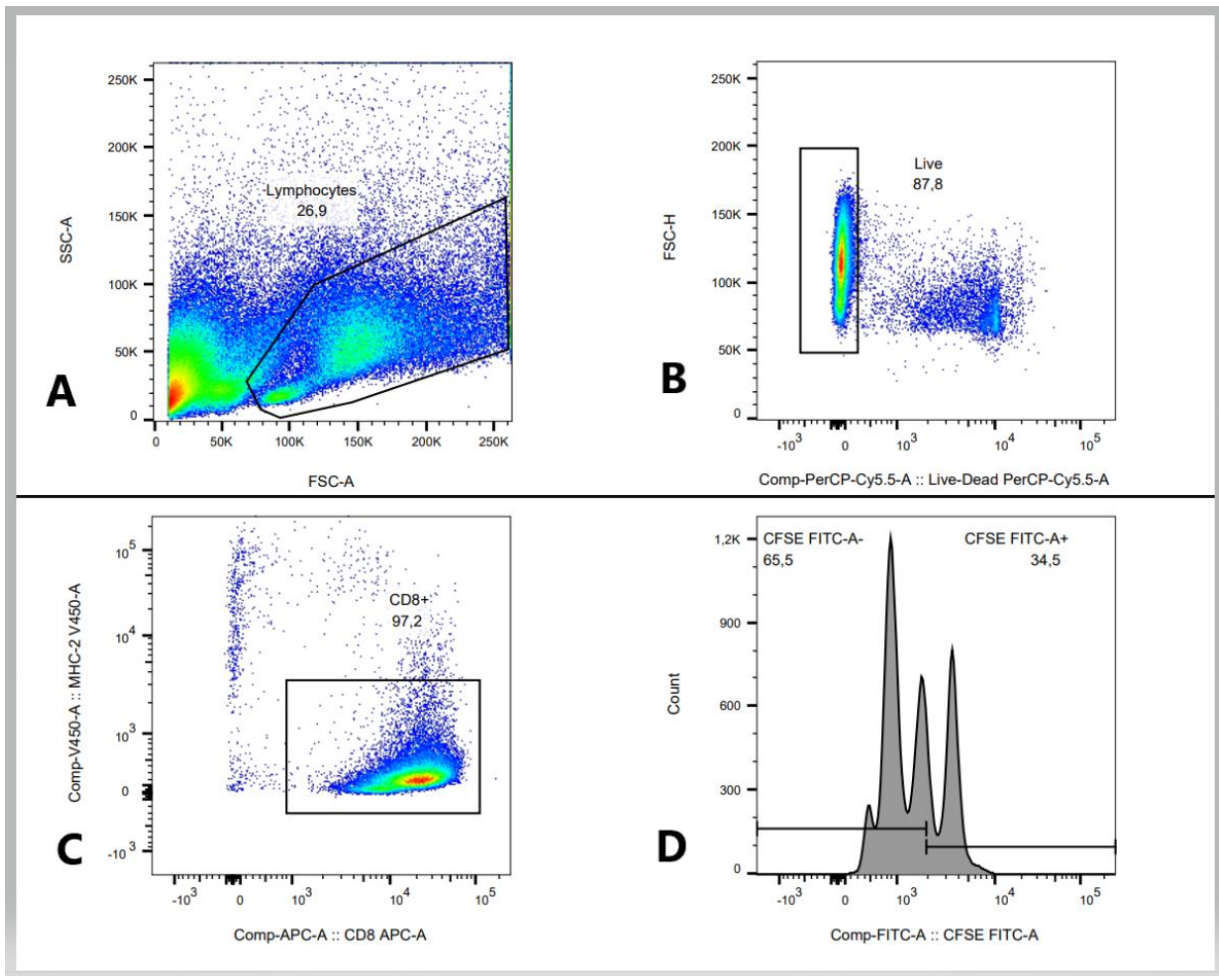 250K
200K
150K
100K
50K
0
SSC-A
Lymphocytes
26,9
A
0 50K 100K 150K 200K 250K
FSC-A
250K
200K
150K
100K
50K
0
FSC-H
Live
87,8
B
-10³ 0 10³ 10⁴ 10⁵
Comp-PerCP-Cy5.5-A :: Live-Dead PerCP-Cy5.5-A
10⁵
10⁴
10³
0
-10³
Comp-V450-A :: MHC-2 V450-A
CD8+
97,2
C
-10³ 0 10³ 10⁴ 10⁵
Comp-APC-A :: CD8 APC-A
1,2K
900
600
300
0
Count
CFSE FITC-A-
65,5
CFSE FITC-A+
34,5
D
-10³ 0 10³ 10⁴ 10⁵
Comp-FITC-A :: CFSE FITC-A